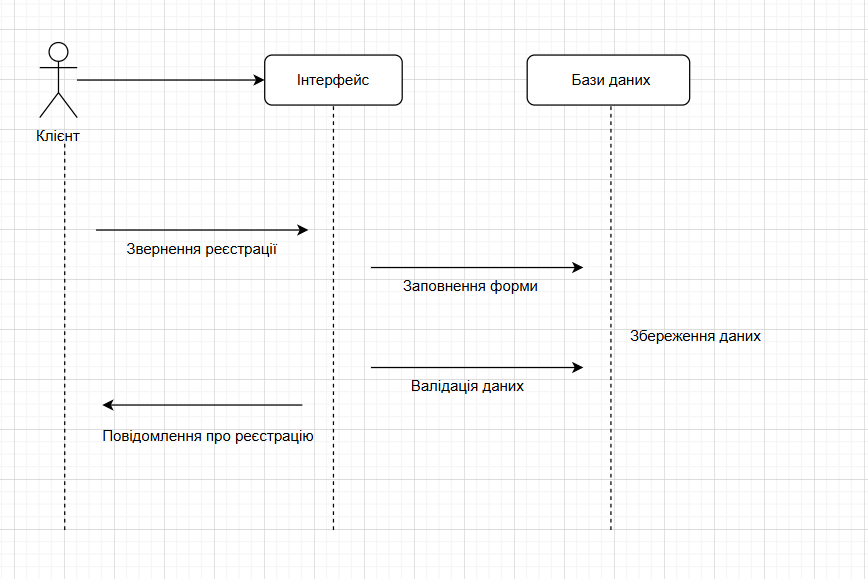 Інтерфейс
Бази даних
Клієнт
Звернення реєстрації
Заповнення форми
Збереження даних
Валідація даних
Повідомлення про реєстрацію